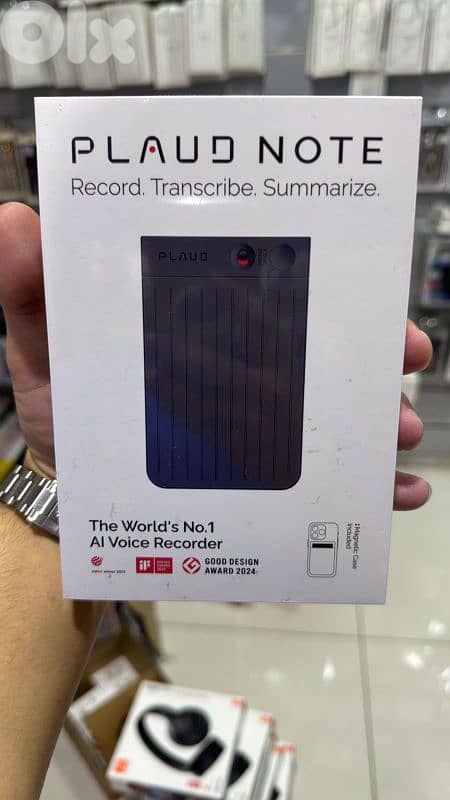 olx
PLAUD NOTE
Record. Transcribe. Summarize.
PLAUD
The World's No.1
AI Voice Recorder
GOOD DESIGN
AWARD 2024
Magnetic Case
Included
iF